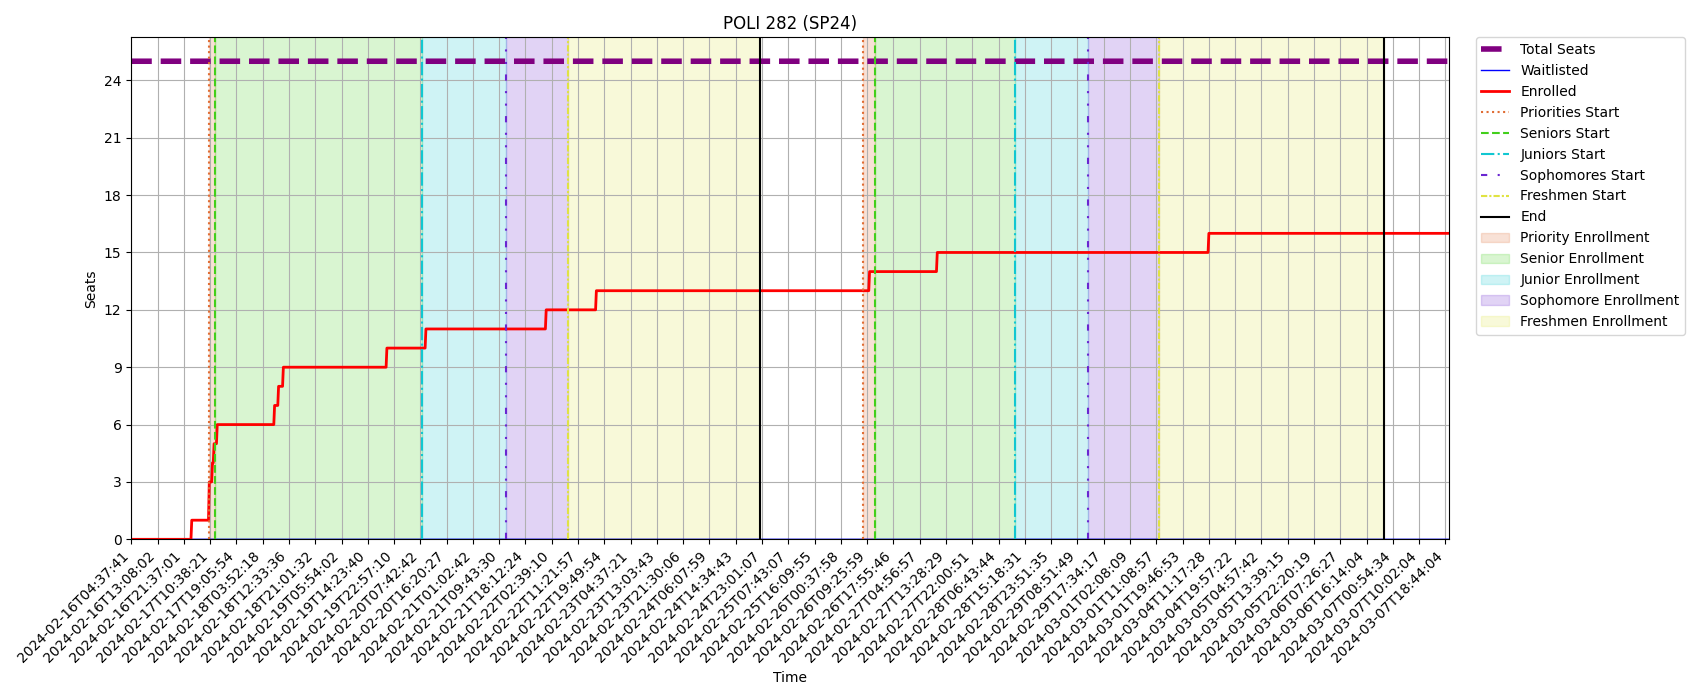 POLI 282 (SP24)
Seats
24
21
18
15
12
9
6
3
0
2024-02-16T04:37:41
2024-02-16T13:08:02
2024-02-16T21:37:01
2024-02-17T10:38:21
2024-02-17T19:05:54
2024-02-18T03:52:18
2024-02-18T12:33:36
2024-02-18T21:01:32
2024-02-19T05:54:02
2024-02-19T14:23:40
2024-02-19T22:57:10
2024-02-20T07:42:42
2024-02-20T16:20:27
2024-02-21T01:02:42
2024-02-21T09:43:30
2024-02-21T18:12:24
2024-02-22T02:39:10
2024-02-22T11:21:57
2024-02-22T19:49:54
2024-02-23T04:37:21
2024-02-23T13:03:43
2024-02-23T21:30:06
2024-02-24T06:07:59
2024-02-24T14:34:43
2024-02-24T23:01:07
2024-02-25T07:43:07
2024-02-25T16:09:55
2024-02-26T00:37:58
2024-02-26T09:25:59
2024-02-26T17:55:46
2024-02-27T04:56:57
2024-02-27T13:28:29
2024-02-27T22:00:51
2024-02-28T06:43:44
2024-02-28T15:18:31
2024-02-28T23:51:35
2024-02-29T08:51:49
2024-02-29T17:34:17
2024-03-01T02:08:09
2024-03-01T11:08:57
2024-03-01T19:46:53
2024-03-04T11:17:28
2024-03-04T19:57:22
2024-03-05T04:57:42
2024-03-05T13:39:15
2024-03-05T22:20:19
2024-03-06T07:26:27
2024-03-06T16:14:04
2024-03-07T00:54:34
2024-03-07T10:02:04
2024-03-07T18:44:04
Time
Total Seats
Waitlisted
Enrolled
Priorities Start
Seniors Start
Juniors Start
Sophomores Start
Freshmen Start
End
Priority Enrollment
Senior Enrollment
Junior Enrollment
Sophomore Enrollment
Freshmen Enrollment